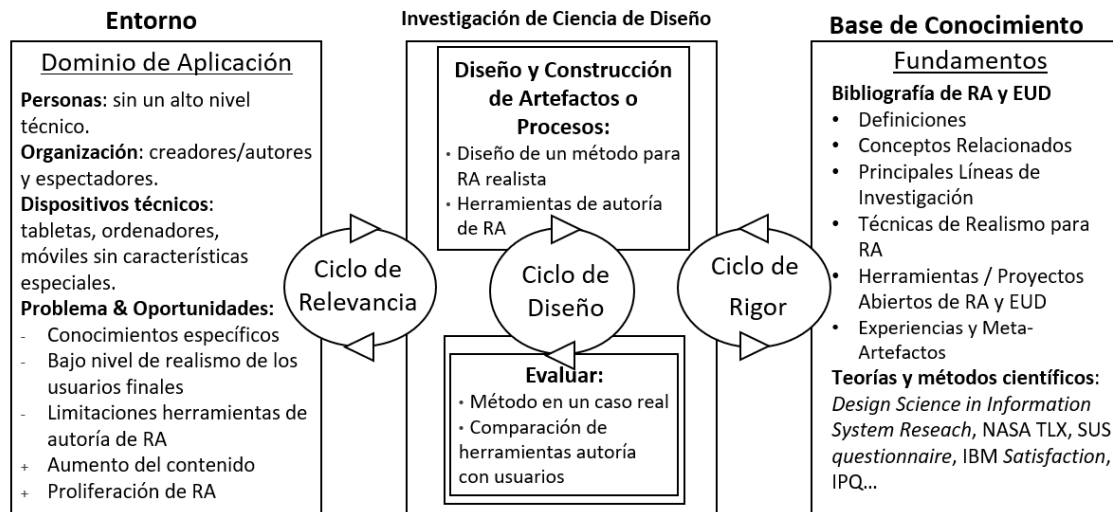 Entorno
Dominio de Aplicación
Personas: sin un alto nivel
técnico.
Organización: creadores/autores
y espectadores.
Dispositivos técnicos:
tabletas, ordenadores,
móviles sin características
especiales.
Problema & Oportunidades:
- Conocimientos específicos
- Bajo nivel de realismo de los
usuarios finales
- Limitaciones herramientas de
autoría de RA
+ Aumento del contenido
+ Proliferación de RA
Ciclo de
Relevancia
Investigación de Ciencia de Diseño
Diseño y Construcción
de Artefactos o
Procesos:
• Diseño de un método para
RA realista
• Herramientas de autoría
de RA
Ciclo de
Diseño
Evaluar:
• Método en un caso real
• Comparación de
herramientas autoría
con usuarios
Ciclo de
Rigor
Base de Conocimiento
Fundamentos
Bibliografía de RA y EUD
• Definiciones
• Conceptos Relacionados
• Principales Líneas de
Investigación
• Técnicas de Realismo para
RA
• Herramientas / Proyectos
Abiertos de RA y EUD
• Experiencias y Meta-
Artefactos
Teorías y métodos científicos:
Design Science in Information
System Reseach, NASA TLX, SUS
questionnaire, IBM Satisfaction,
IPQ...